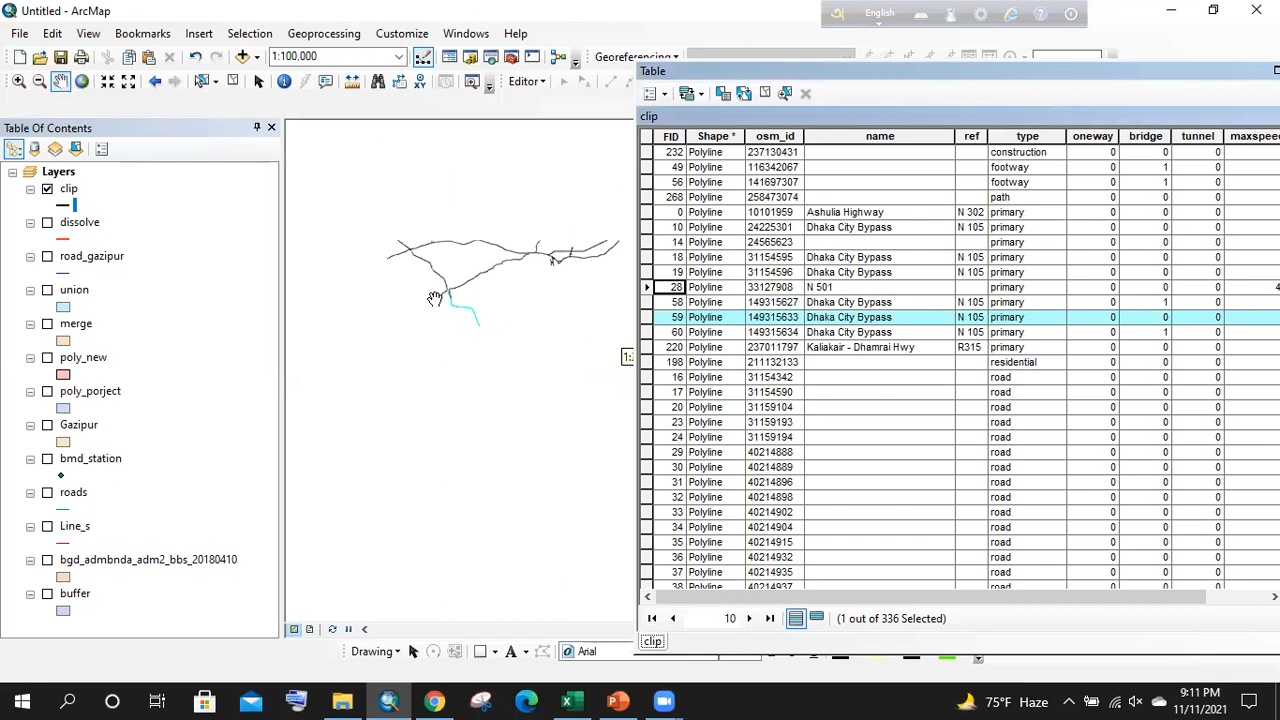 Untitled - ArcMap
English
File Edit View Bookmarks Insert Selection Geoprocessing Customize Windows Help
1:100,000
Georeferencing
Editor
Table
Table Of Contents
clip
Layers
clip
dissolve
road_gazipur
union
merge
poly_new
poly_porject
Gazipur
bmd_station
roads
Line_s
bgd_admbnda_adm2_bbs_20180410
buffer
FID Shape * osm_id name ref type oneway bridge tunnel maxspeed
232 Polyline 237130431 construction 0 0 0
49 Polyline 116342067 footway 0 1 0
56 Polyline 141697307 footway 0 1 0
268 Polyline 258473074 path 0 0 0
0 Polyline 10101959 Ashulia Highway N 302 primary 0 0 0
10 Polyline 24225301 Dhaka City Bypass N 105 primary 0 0 0
14 Polyline 24565623 primary 0 0 0
18 Polyline 31154595 Dhaka City Bypass N 105 primary 0 0 0
19 Polyline 31154596 Dhaka City Bypass N 105 primary 0 0 0
28 Polyline 33127908 N 501 primary 0 0 0 4
58 Polyline 149315627 Dhaka City Bypass N 105 primary 0 1 0
59 Polyline 149315633 Dhaka City Bypass N 105 primary 0 0 0
60 Polyline 149315634 Dhaka City Bypass N 105 primary 0 1 0
220 Polyline 237011797 Kaliakair - Dhamrai Hwy R315 primary 0 0 0
198 Polyline 211132133 residential 0 0 0
16 Polyline 31154342 road 0 0 0
17 Polyline 31154590 road 0 0 0
20 Polyline 31159104 road 0 0 0
23 Polyline 31159193 road 0 0 0
24 Polyline 31159194 road 0 0 0
29 Polyline 40214888 road 0 0 0
30 Polyline 40214889 road 0 0 0
31 Polyline 40214896 road 0 0 0
32 Polyline 40214898 road 0 0 0
33 Polyline 40214902 road 0 0 0
34 Polyline 40214904 road 0 0 0
35 Polyline 40214915 road 0 0 0
36 Polyline 40214932 road 0 0 0
37 Polyline 40214935 road 0 0 0
38 Polyline 40214937 road 0 0 0
1:
10 (1 out of 336 Selected)
clip
Drawing A Arial
75°F Haze
9:11 PM
11/11/2021